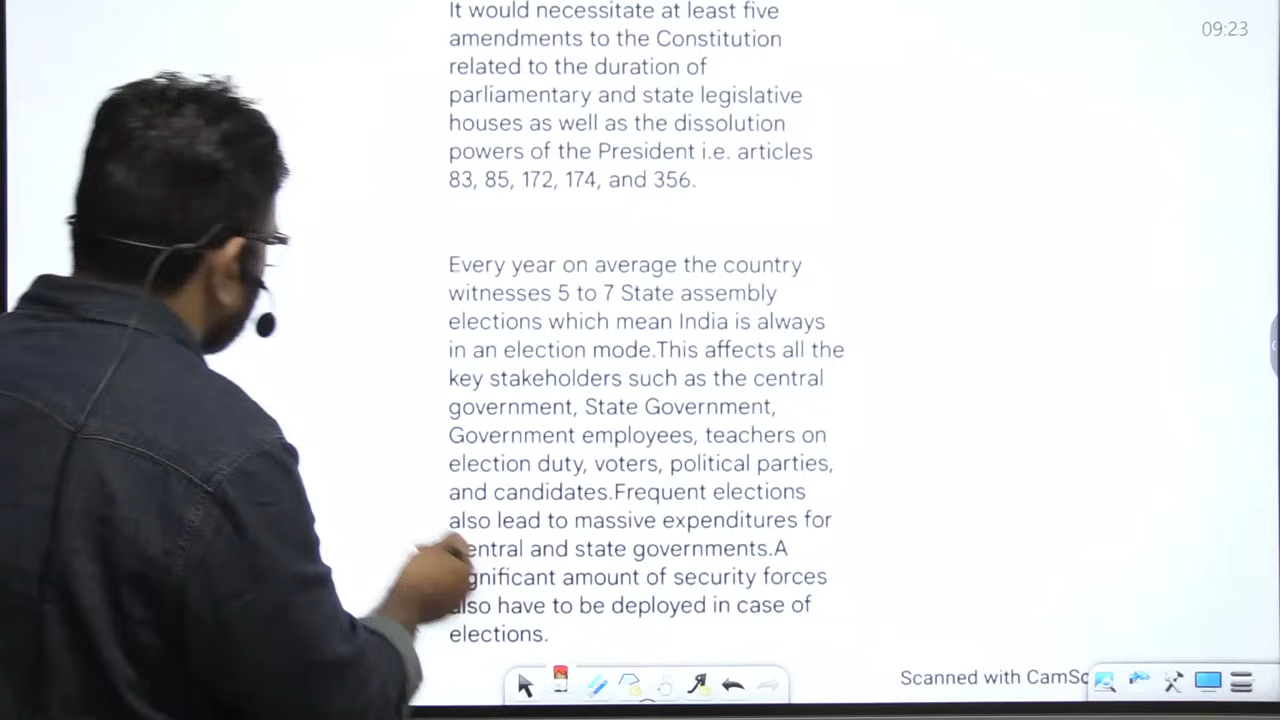 It would necessitate at least five
09:23
amendments to the Constitution
related to the duration of
parliamentary and state legislative
houses as well as the dissolution
powers of the President i.e. articles
83, 85, 172, 174, and 356.
Every year on average the country
witnesses 5 to 7 State assembly
elections which mean India is always
in an election mode.This affects all the
key stakeholders such as the central
government, State Government,
Government employees, teachers on
election duty, voters, political parties,
and candidates.Frequent elections
also lead to massive expenditures for
entral and state governments.A
gnificant amount of security forces
also have to be deployed in case of
elections.
Scanned with CamSc